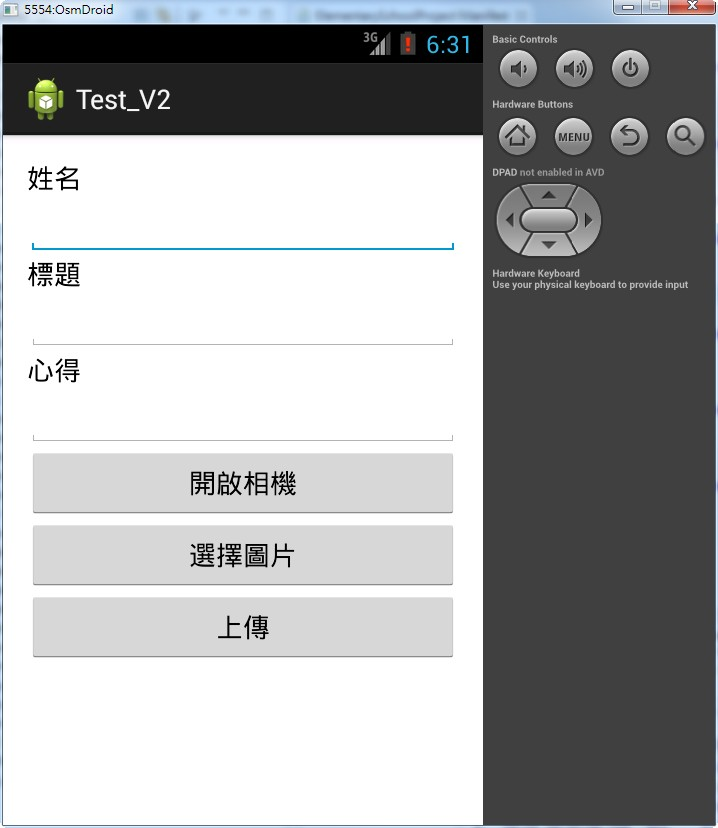 5554:OsmDroid
3G
6:31
Test_V2
姓名
標題
心得
開啟相機
選擇圖片
上傳
Basic Controls
Hardware Buttons
MENU
DPAD not enabled in AVD
Hardware Keyboard
Use your physical keyboard to provide input